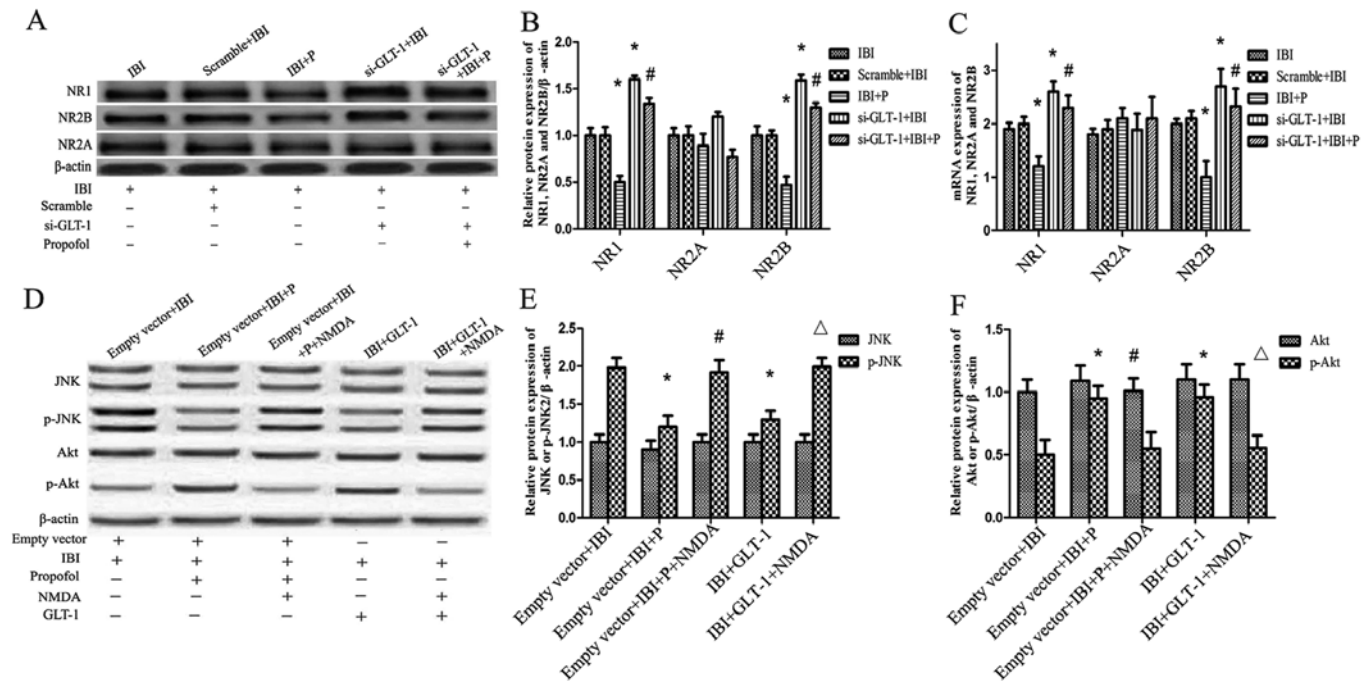 A
IBI
Scramble+IBI
IBI+P
si-GLT-1+IBI
si-GLT-1
+IBI+P
NR1
NR2B
NR2A
β-actin
IBI + + + + +
Scramble – + – – –
si-GLT-1 – – – + +
Propofol – – – – +
B
Relative protein expression of
NR1, NR2A and NR2B/β-actin
2.0
1.5
1.0
0.5
0.0
*
*
#
*
*
#
NR1
NR2A
NR2B
IBI
Scramble+IBI
IBI+P
si-GLT-1+IBI
si-GLT-1+IBI+P
C
mRNA expression of
NR1, NR2A and NR2B
3
2
1
0
*
*
#
*
*
#
NR1
NR2A
NR2B
IBI
Scramble+IBI
IBI+P
si-GLT-1+IBI
si-GLT-1+IBI+P
D
Empty vector+IBI
Empty vector+IBI+P
Empty vector+IBI
+P+NMDA
IBI+GLT-1
IBI+GLT-1
+NMDA
JNK
p-JNK
Akt
p-Akt
β-actin
Empty vector + + + – –
IBI + + + + +
Propofol – + + – –
NMDA – – + – +
GLT-1 – – – + +
E
Relative protein expression of
JNK or p-JNK2/β-actin
2.5
2.0
1.5
1.0
0.5
0.0
*
#
*
△
JNK
p-JNK
Empty vector+IBI
Empty vector+IBI+P
Empty vector+IBI+P+NMDA
IBI+GLT-1
IBI+GLT-1+NMDA
F
Relative protein expression of
Akt or p-Akt/β-actin
1.5
1.0
0.5
0.0
*
#
*
△
Akt
p-Akt
Empty vector+IBI
Empty vector+IBI+P
Empty vector+IBI+P+NMDA
IBI+GLT-1
IBI+GLT-1+NMDA